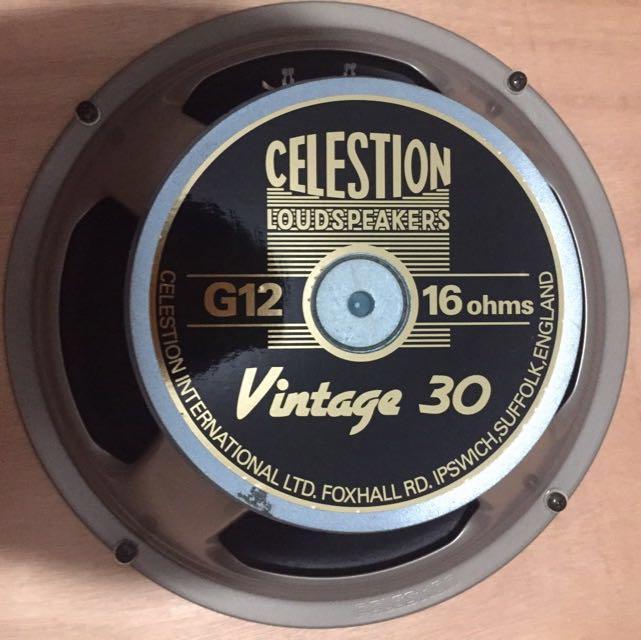 CELESTION
LOUDSPEAKERS
G12 16 ohms
Vintage 30
CELESTION INTERNATIONAL LTD. FOXHALL RD. IPSWICH, SUFFOLK, ENGLAND